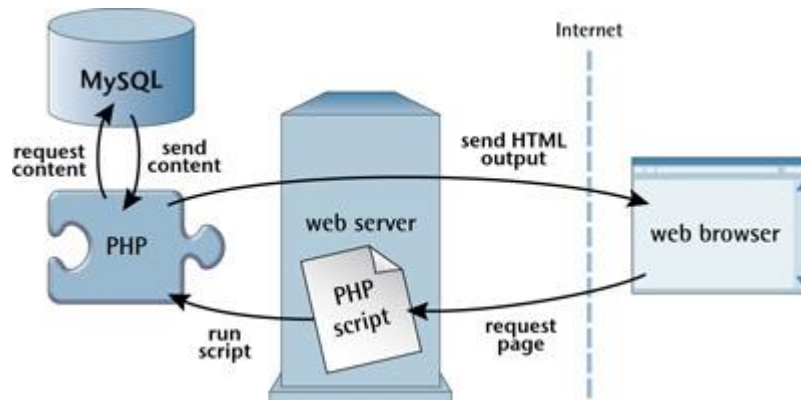 Internet
MySQL
request
content
send
content
send HTML
output
PHP
web server
web browser
PHP
script
run
script
request
page